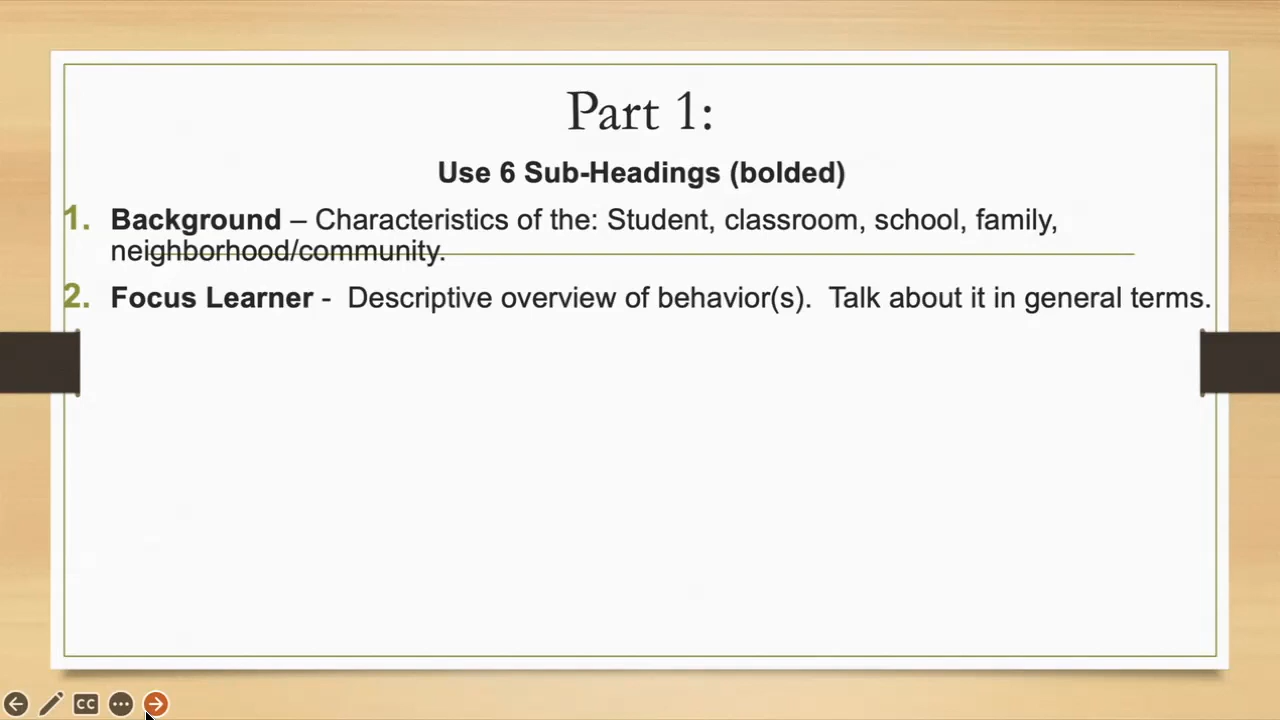 Part 1:
Use 6 Sub-Headings (bolded)
1. Background – Characteristics of the: Student, classroom, school, family,
neighborhood/community.
2. Focus Learner -  Descriptive overview of behavior(s).  Talk about it in general terms.
CC